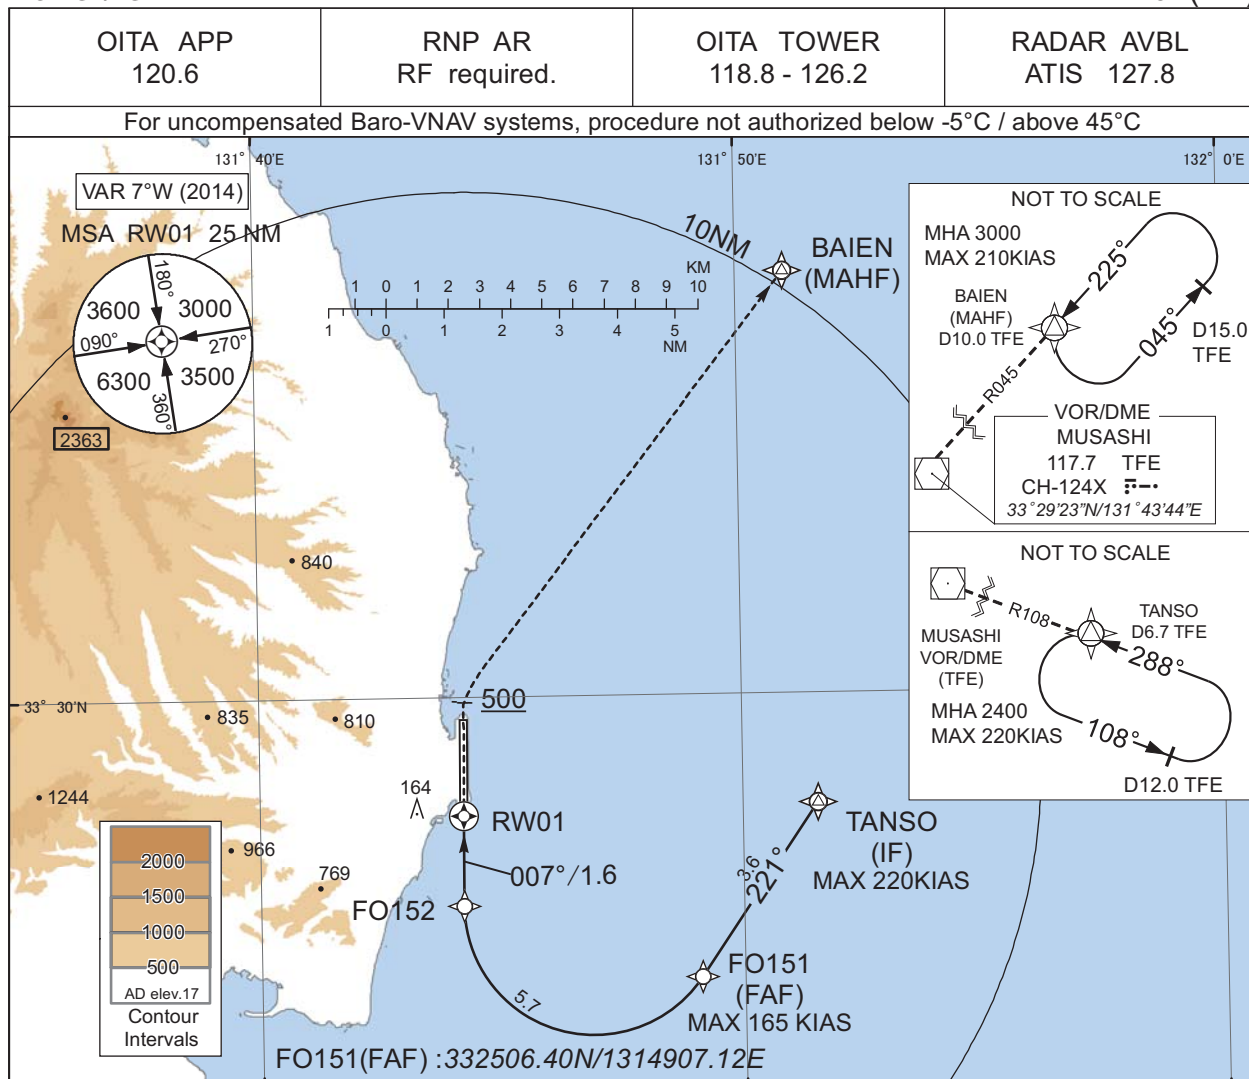 OITA APP
120.6
RNP AR
RF required.
OITA TOWER
118.8 - 126.2
RADAR AVBL
ATIS 127.8
For uncompensated Baro-VNAV systems, procedure not authorized below -5°C / above 45°C
131° 40'E
131° 50'E
132° 0'E
VAR 7°W (2014)
MSA RW01 25 NM
180°
3600
3000
090°
270°
6300
3500
360°
2363
10NM
BAIEN
(MAHF)
KM
1 0 1 2 3 4 5 6 7 8 9 10
1 0 1 2 3 4 5
NM
NOT TO SCALE
MHA 3000
MAX 210KIAS
225°
BAIEN
(MAHF)
D10.0 TFE
045°
D15.0
TFE
R045
VOR/DME
MUSASHI
117.7 TFE
CH-124X
33°29'23"N/131°43'44"E
NOT TO SCALE
R108
TANSO
D6.7 TFE
MUSASHI
VOR/DME
(TFE)
288°
MHA 2400
MAX 220KIAS
108°
D12.0 TFE
840
33° 30'N
835
810
500
1244
164
RW01
TANSO
(IF)
MAX 220KIAS
3.6
221°
966
769
007°/1.6
FO152
2000
1500
1000
500
AD elev.17
Contour
Intervals
5.7
FO151
(FAF)
MAX 165 KIAS
FO151(FAF) :332506.40N/1314907.12E